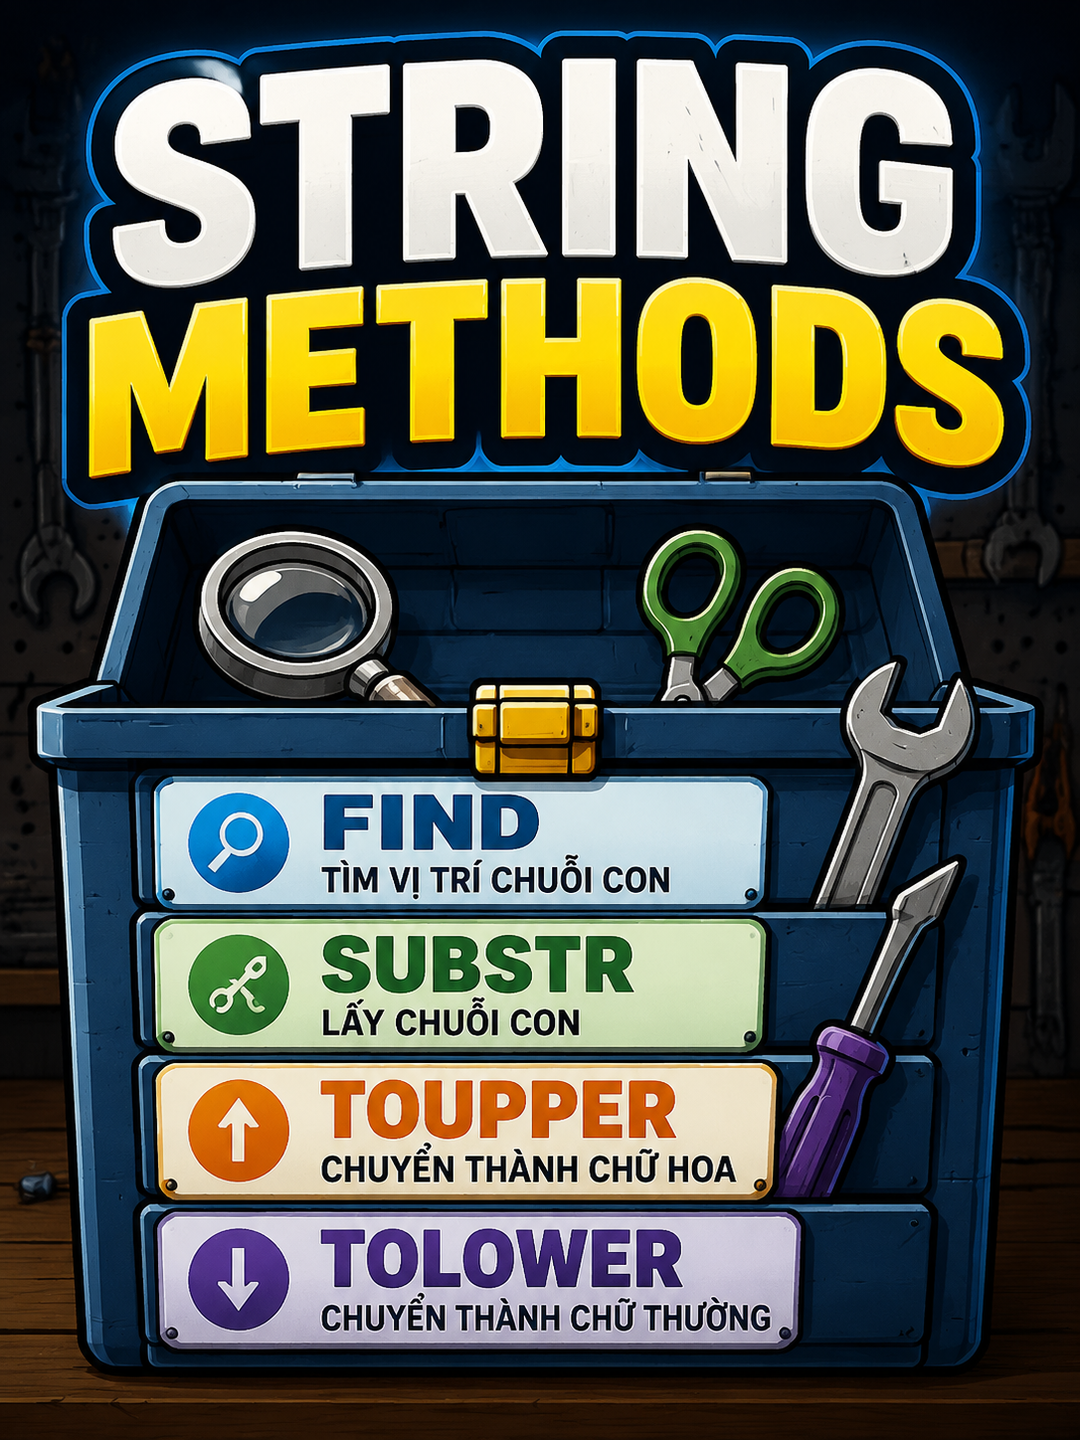 STRING
METHODS
FIND
TÌM VỊ TRÍ CHUỖI CON
SUBSTR
LẤY CHUỖI CON
TOUPPER
CHUYỂN THÀNH CHỮ HOA
TOLOWER
CHUYỂN THÀNH CHỮ THƯỜNG